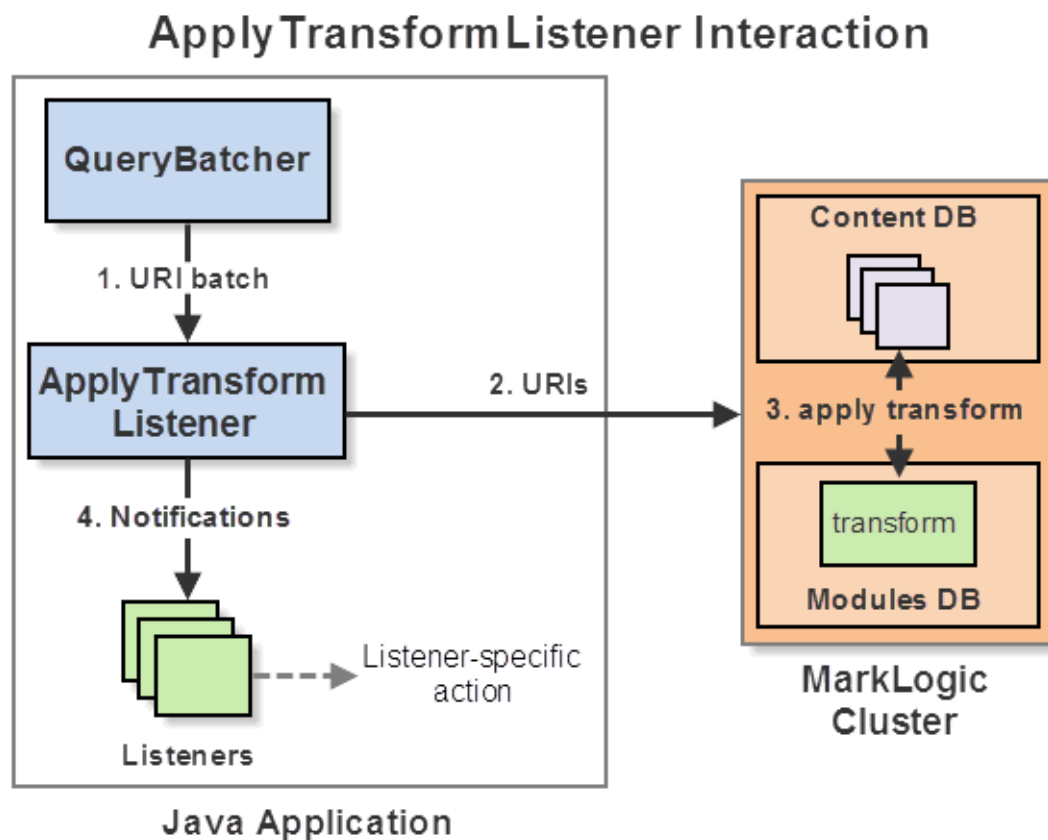 ApplyTransformListener Interaction
QueryBatcher
1. URI batch
ApplyTransform
Listener
2. URIs
4. Notifications
Listeners
Listener-specific
action
Java Application
Content DB
3. apply transform
transform
Modules DB
MarkLogic
Cluster